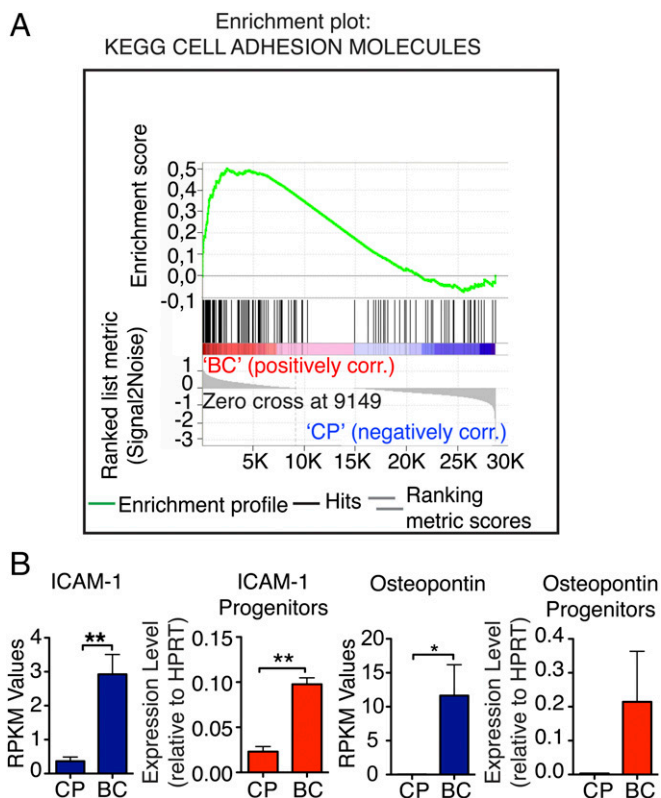 A
Enrichment plot:
KEGG CELL ADHESION MOLECULES
Enrichment score
0,5
0,4
0,3
0,2
0,1
0,0
-0,1
Ranked list metric
(Signal2Noise)
'BC' (positively corr.)
1
0
-1
-2
-3
Zero cross at 9149
'CP' (negatively corr.)
5K 10K 15K 20K 25K 30K
Enrichment profile Hits Ranking
metric scores
B
ICAM-1
RPKM Values
4
3
2
1
0
**
CP BC
ICAM-1
Progenitors
Expression Level
(relative to HPRT)
0.15
0.10
0.05
0.00
**
CP BC
Osteopontin
RPKM Values
20
15
10
5
0
*
CP BC
Osteopontin
Progenitors
Expression Level
(relative to HPRT)
0.4
0.3
0.2
0.1
0.0
CP BC